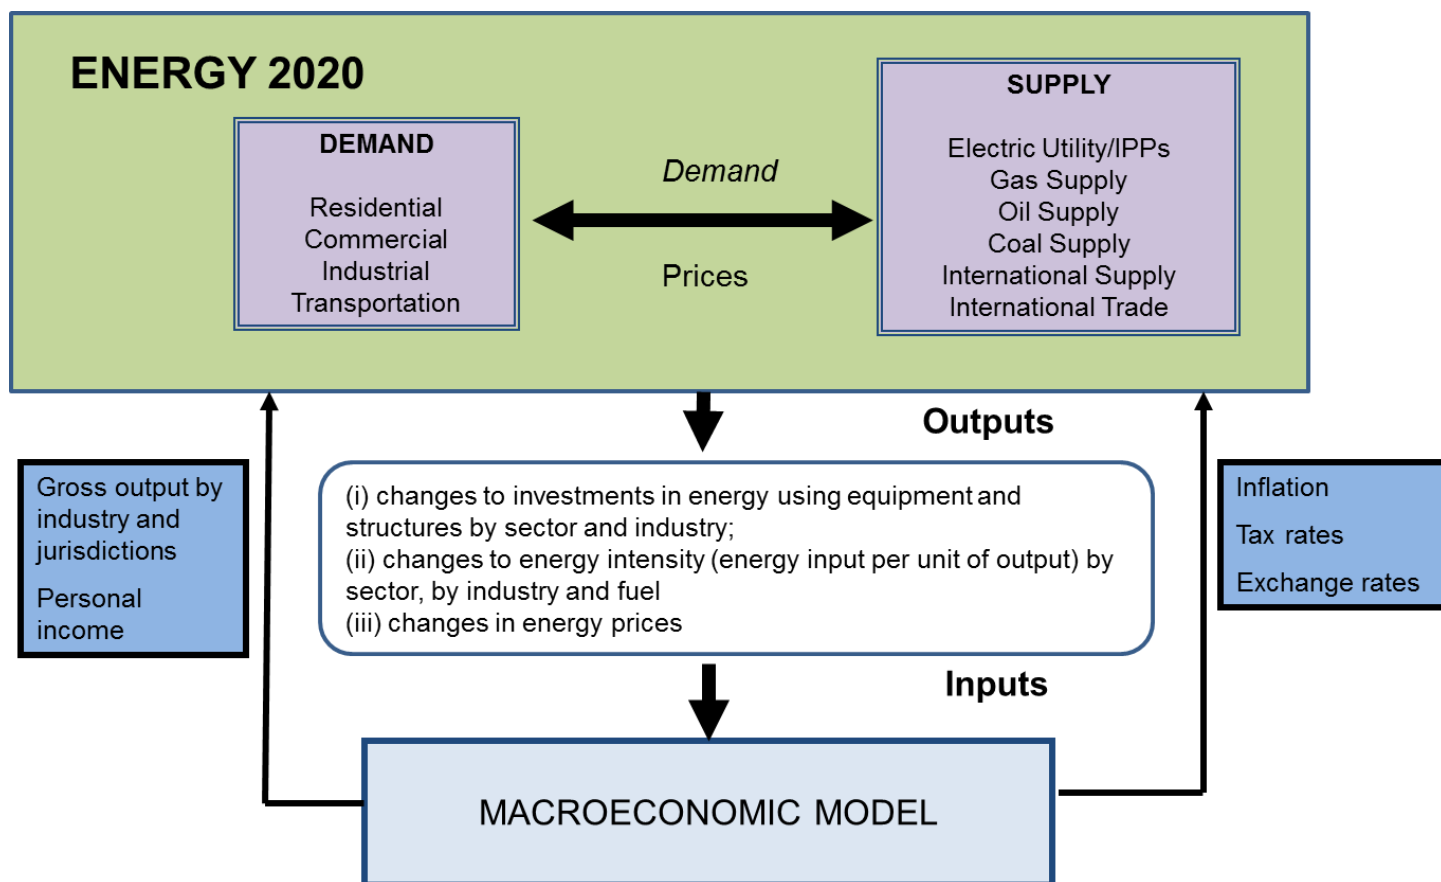 ENERGY 2020
DEMAND
Residential
Commercial
Industrial
Transportation
Demand
Prices
SUPPLY
Electric Utility/IPPs
Gas Supply
Oil Supply
Coal Supply
International Supply
International Trade
Outputs
Gross output by
industry and
jurisdictions
Personal
income
(i) changes to investments in energy using equipment and
structures by sector and industry;
(ii) changes to energy intensity (energy input per unit of output) by
sector, by industry and fuel
(iii) changes in energy prices
Inflation
Tax rates
Exchange rates
Inputs
MACROECONOMIC MODEL